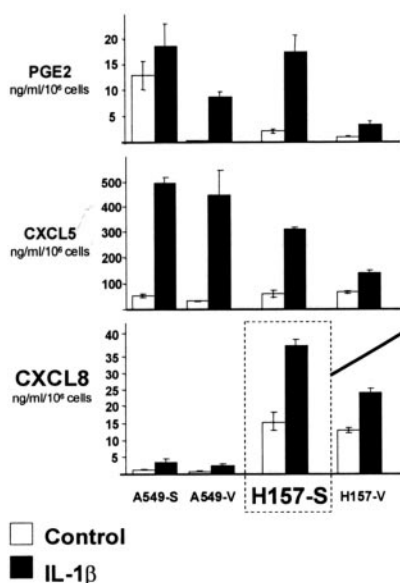 PGE2
ng/ml/10⁶ cells
20
15
10
5
CXCL5
ng/ml/10⁶ cells
500
400
300
200
100
CXCL8
ng/ml/10⁶ cells
40
35
30
25
20
15
10
5
A549-S A549-V H157-S H157-V
Control
IL-1β